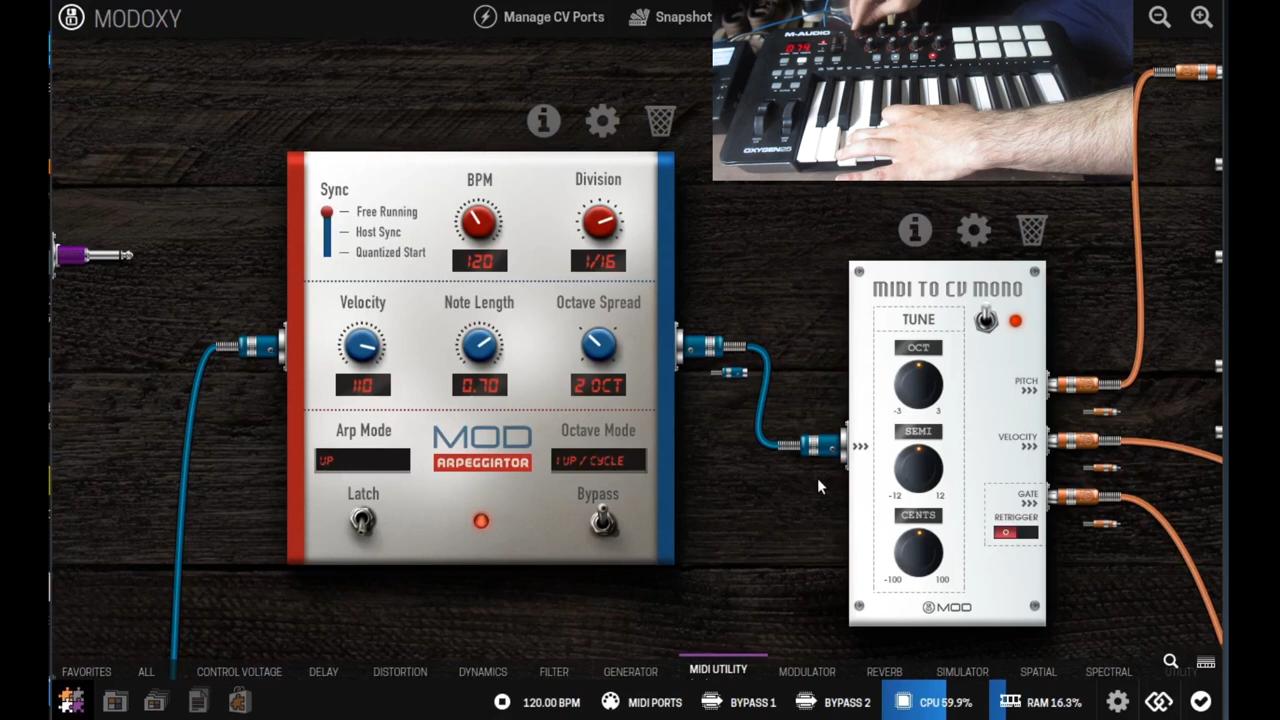 MODOXY
Manage CV Ports
Snapshot
M-AUDIO
074
OXYGEN25
Sync
Free Running
Host Sync
Quantized Start
BPM
120
Division
1/16
Velocity
110
Note Length
0.70
Octave Spread
2 OCT
Arp Mode
UP
MOD
ARPEGGIATOR
Octave Mode
1 UP / CYCLE
Latch
Bypass
MIDI TO CV MONO
TUNE
OCT
-3 3
SEMI
-12 12
CENTS
-100 100
PITCH
>>>
VELOCITY
>>>
GATE
>>>
RETRIGGER
>>>
MOD
FAVORITES ALL CONTROL VOLTAGE DELAY DISTORTION DYNAMICS FILTER GENERATOR MIDI UTILITY MODULATOR REVERB SIMULATOR SPATIAL SPECTRAL UTILITY
120.00 BPM MIDI PORTS BYPASS 1 BYPASS 2 CPU 59.9% RAM 16.3%